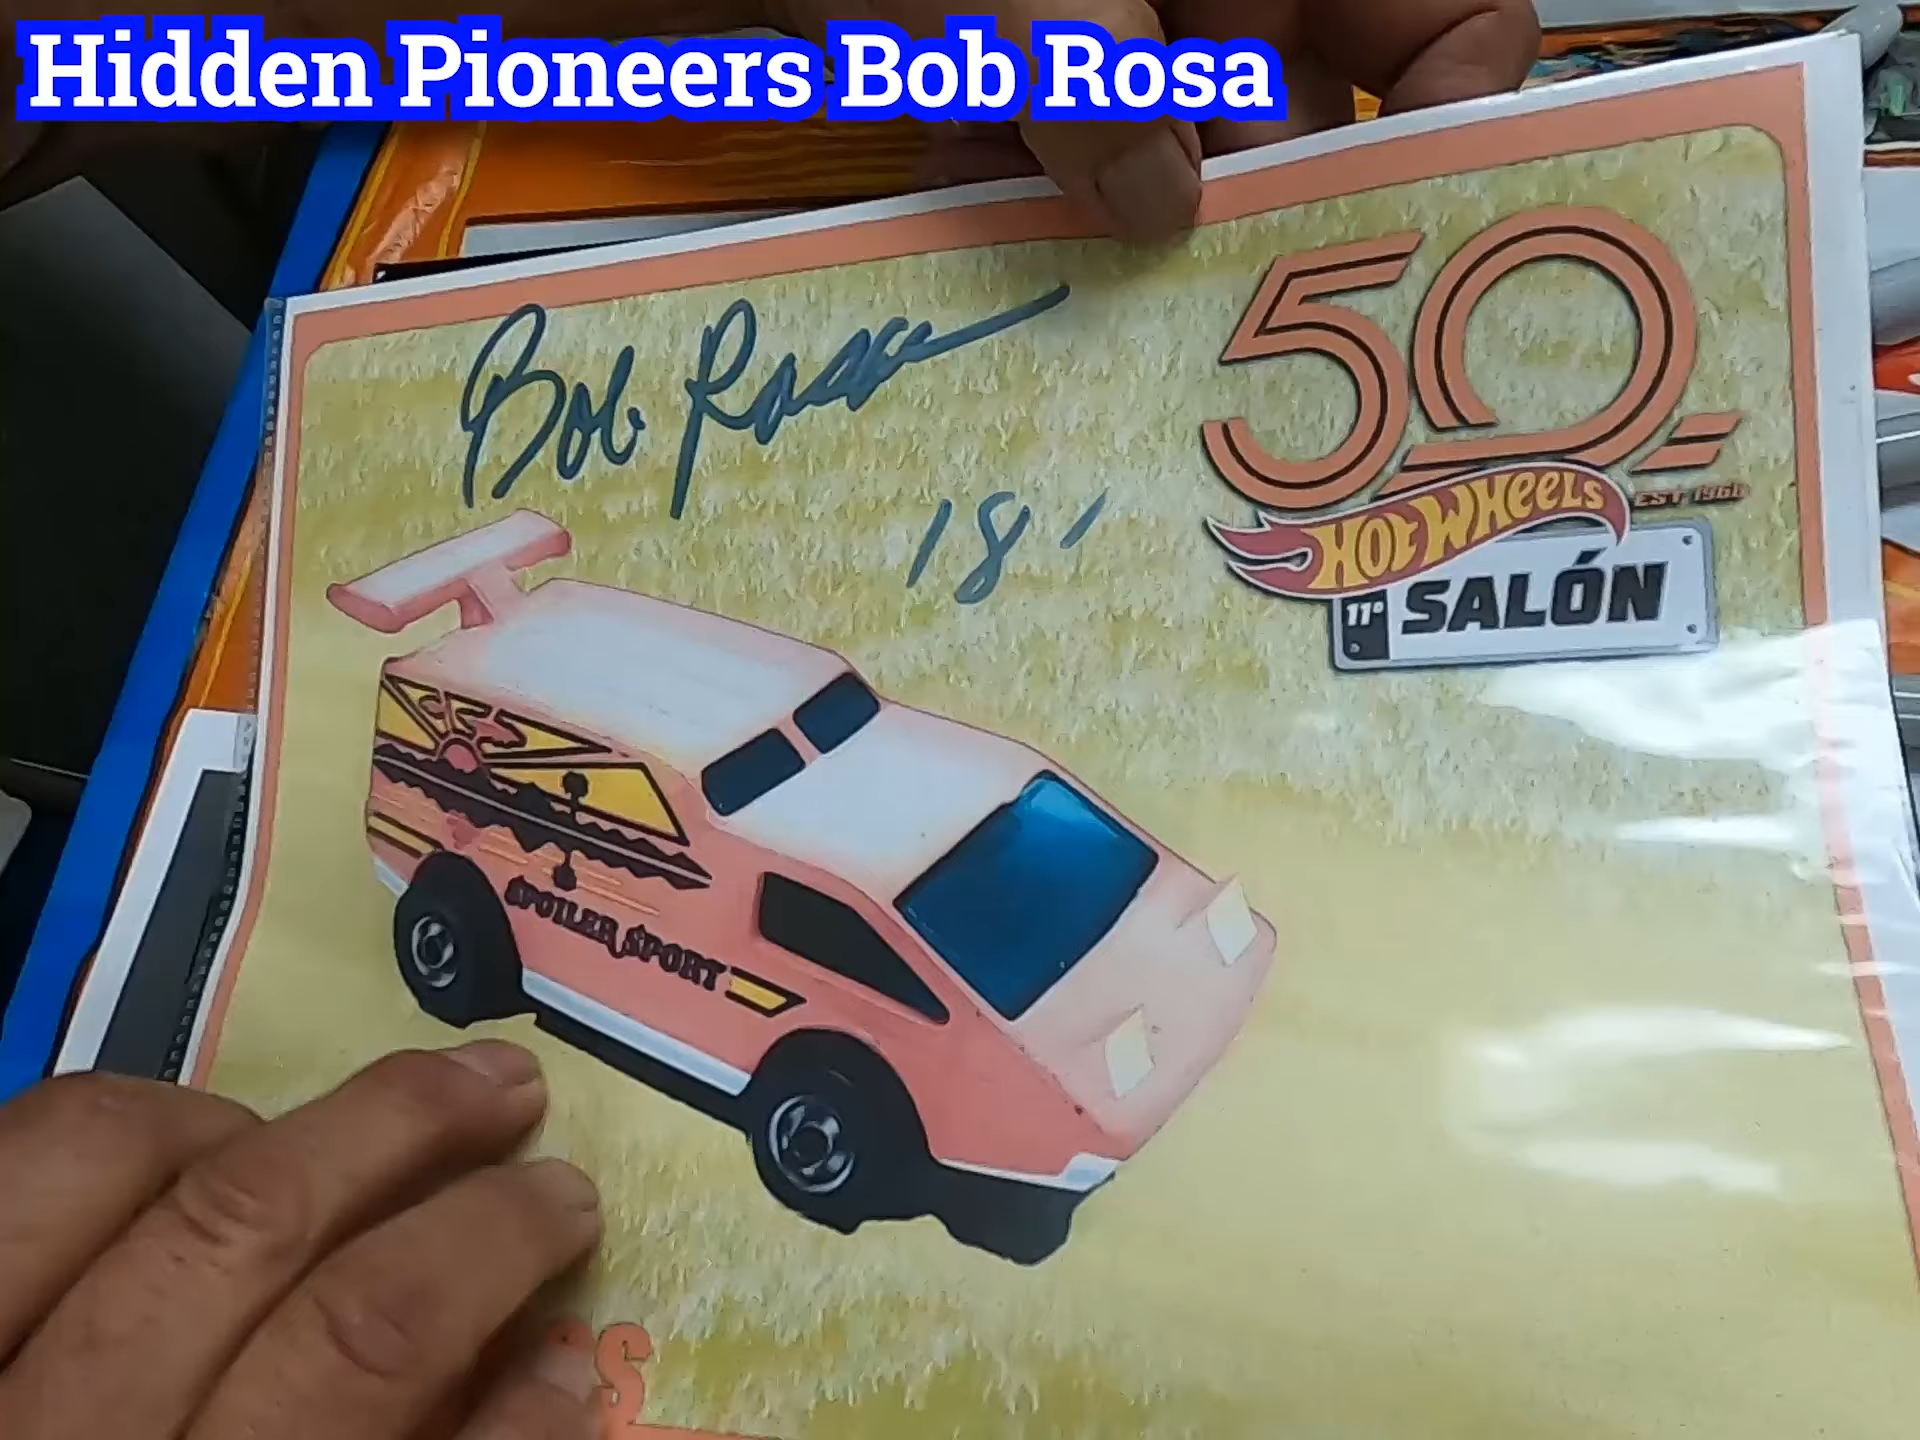 Hidden Pioneers Bob Rosa
Bob Rosa
18'
50
EST 1968
HOT WHEELS
11° SALÓN
SPOILER SPORT